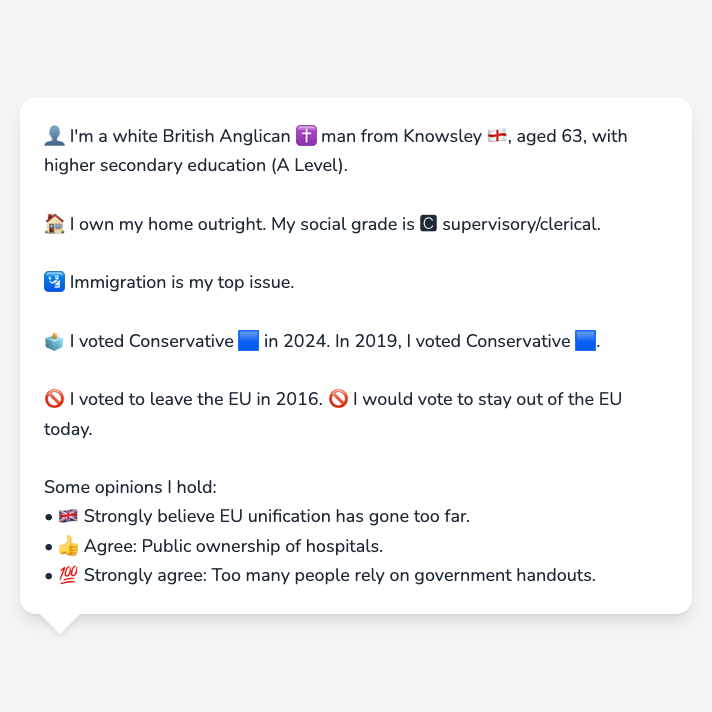 👤 I'm a white British Anglican ✝️ man from Knowsley 🏴󠁧󠁢󠁥󠁮󠁧󠁿, aged 63, with
higher secondary education (A Level).
🏠 I own my home outright. My social grade is 🅲 supervisory/clerical.
🛂 Immigration is my top issue.
🗳️ I voted Conservative 🟦 in 2024. In 2019, I voted Conservative 🟦.
🚫 I voted to leave the EU in 2016. 🚫 I would vote to stay out of the EU
today.
Some opinions I hold:
• 🇬🇧 Strongly believe EU unification has gone too far.
• 👍 Agree: Public ownership of hospitals.
• 💯 Strongly agree: Too many people rely on government handouts.